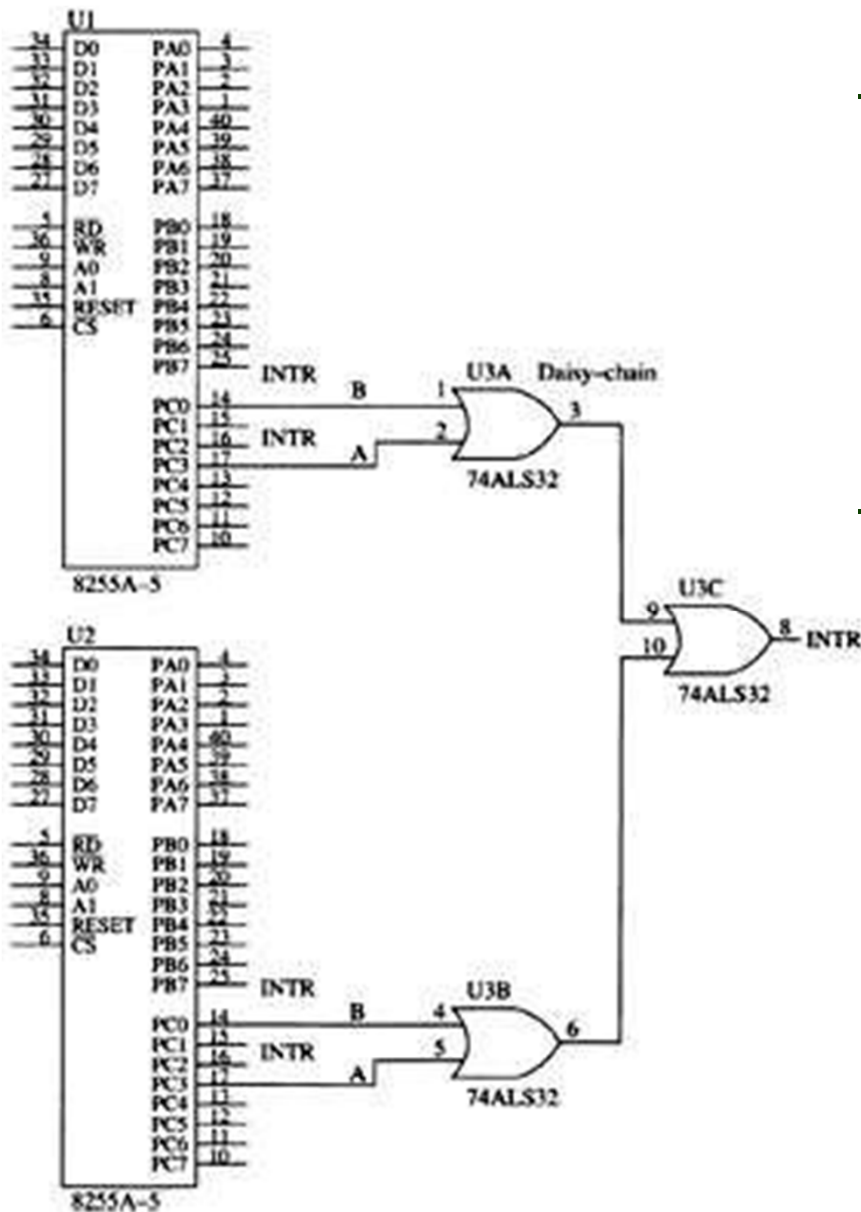 U1
34 D0 PA0 4
33 D1 PA1 3
32 D2 PA2 2
31 D3 PA3 1
30 D4 PA4 40
29 D5 PA5 39
28 D6 PA6 38
27 D7 PA7 37
5 RD PB0 18
36 WR PB1 19
9 A0 PB2 20
8 A1 PB3 21
35 RESET PB4 22
6 CS PB5 23
PB6 24
PB7 25
INTR
PC0 14 B 1
PC1 15
PC2 16 INTR
PC3 17 A 2
PC4 13
PC5 12
PC6 11
PC7 10
8255A-5
U3A Daisy-chain
3
74ALS32
U3C
9
10
8 INTR
74ALS32
U2
34 D0 PA0 4
33 D1 PA1 3
32 D2 PA2 2
31 D3 PA3 1
30 D4 PA4 40
29 D5 PA5 39
28 D6 PA6 38
27 D7 PA7 37
5 RD PB0 18
36 WR PB1 19
9 A0 PB2 20
8 A1 PB3 21
35 RESET PB4 22
6 CS PB5 23
PB6 24
PB7 25
INTR
PC0 14 B 4
PC1 15
PC2 16 INTR
PC3 17 A 5
PC4 13
PC5 12
PC6 11
PC7 10
8255A-5
U3B
6
74ALS32